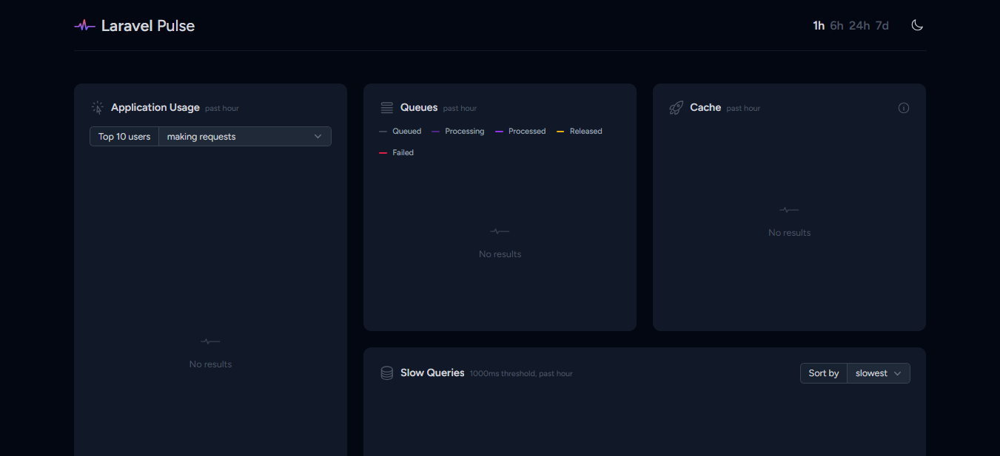 Laravel Pulse
1h 6h 24h 7d
Application Usage past hour
Top 10 users making requests
No results
Queues past hour
Queued Processing Processed Released
Failed
No results
Cache past hour
No results
Slow Queries 1000ms threshold, past hour
Sort by slowest